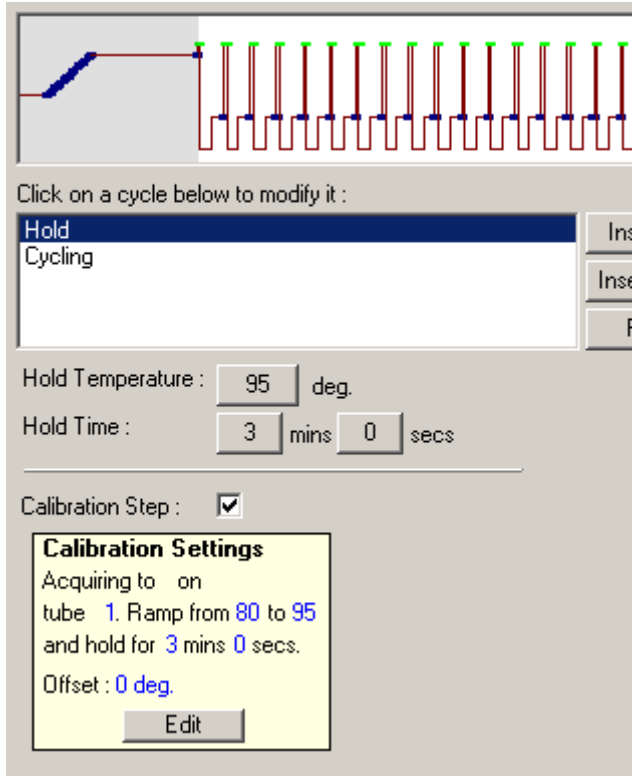 Click on a cycle below to modify it :
Hold
Cycling
Hold Temperature : 95 deg.
Hold Time : 3 mins 0 secs
Calibration Step :
Calibration Settings
Acquiring to on
tube 1. Ramp from 80 to 95
and hold for 3 mins 0 secs.
Offset : 0 deg.
Edit